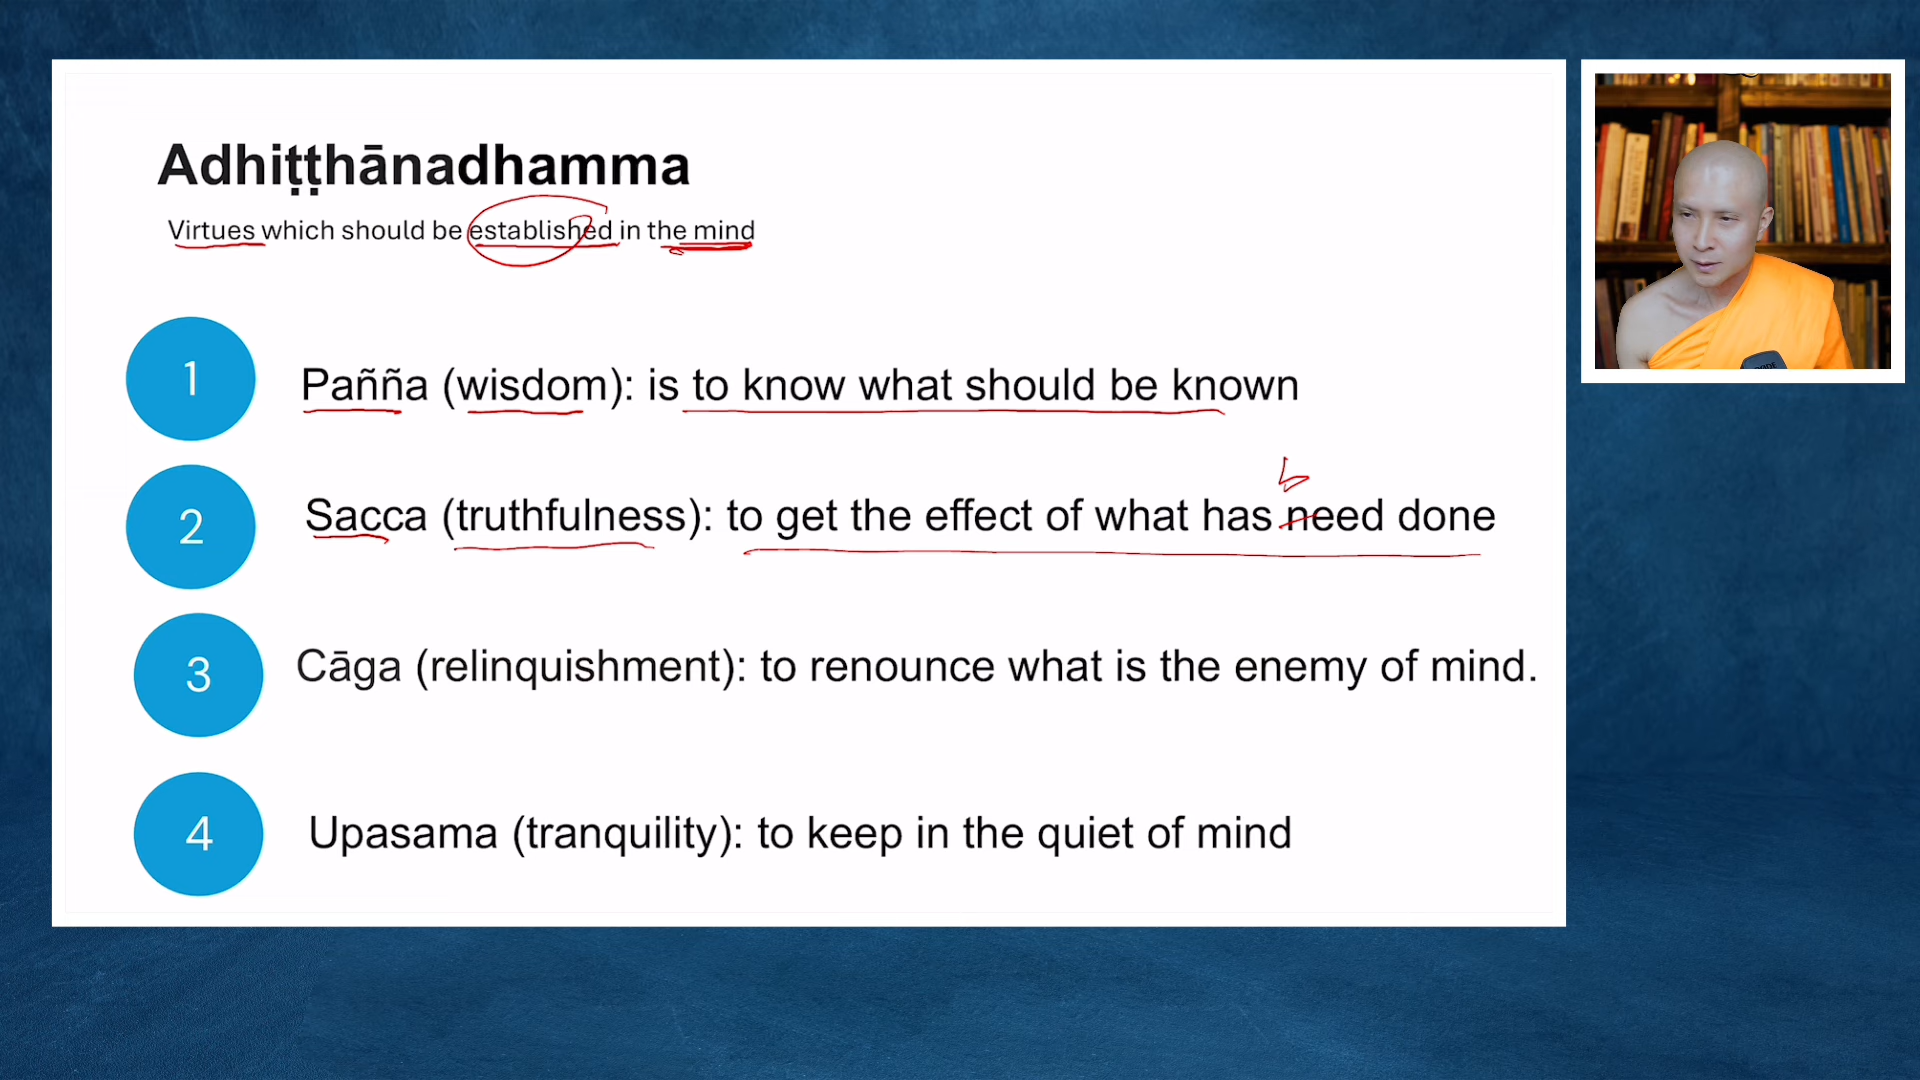 Adhiṭṭhānadhamma
Virtues which should be established in the mind
1
Pañña (wisdom): is to know what should be known
b
2
Sacca (truthfulness): to get the effect of what has need done
3
Cāga (relinquishment): to renounce what is the enemy of mind.
4
Upasama (tranquility): to keep in the quiet of mind